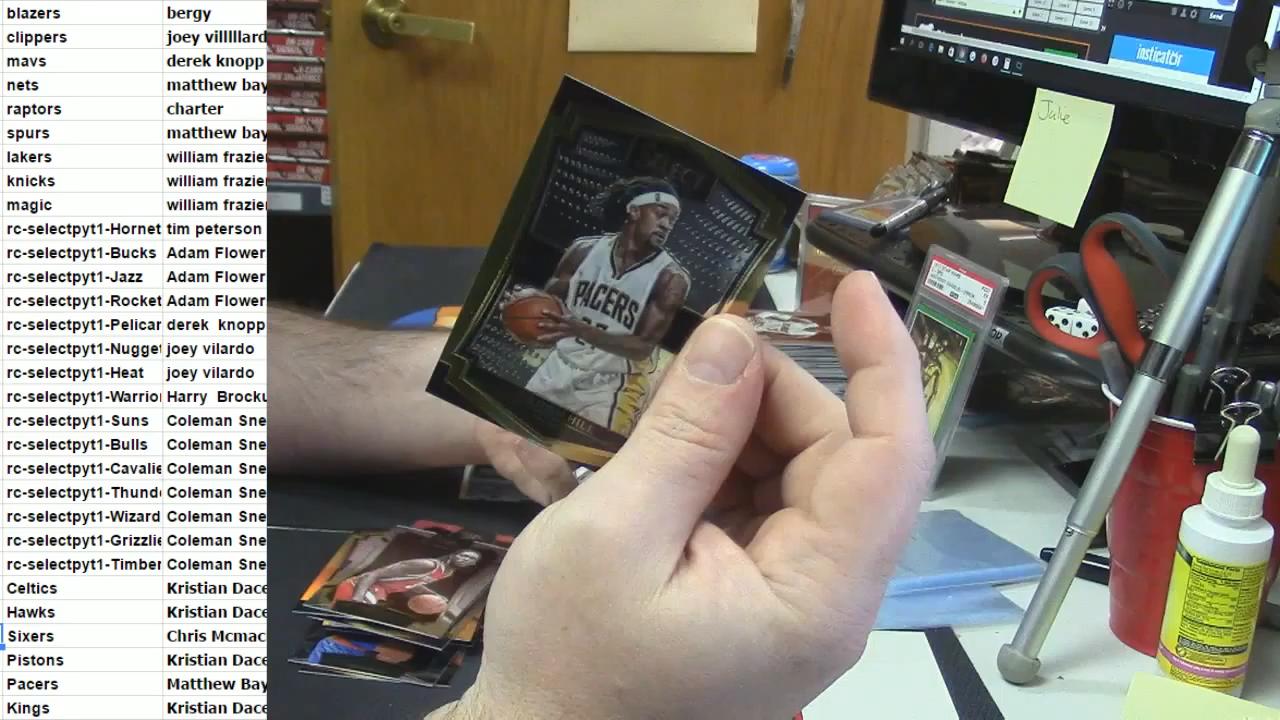 blazers bergy
clippers joey villlllard
mavs derek knopp
nets matthew bay
raptors charter
spurs matthew bay
lakers william frazie
knicks william frazie
magic william frazie
rc-selectpyt1-Hornet tim peterson
rc-selectpyt1-Bucks Adam Flower
rc-selectpyt1-Jazz Adam Flower
rc-selectpyt1-Rocket Adam Flower
rc-selectpyt1-Pelican derek knopp
rc-selectpyt1-Nugget joey vilardo
rc-selectpyt1-Heat joey vilardo
rc-selectpyt1-Warrior Harry Brocku
rc-selectpyt1-Suns Coleman Sne
rc-selectpyt1-Bulls Coleman Sne
rc-selectpyt1-Cavalie Coleman Sne
rc-selectpyt1-Thund Coleman Sne
rc-selectpyt1-Wizard Coleman Sne
rc-selectpyt1-Grizzlie Coleman Sne
rc-selectpyt1-Timber Coleman Sne
Celtics Kristian Dace
Hawks Kristian Dace
Sixers Chris Mcmac
Pistons Kristian Dace
Pacers Matthew Bay
Kings Kristian Dace
insticator
Julie
PACERS
HILL